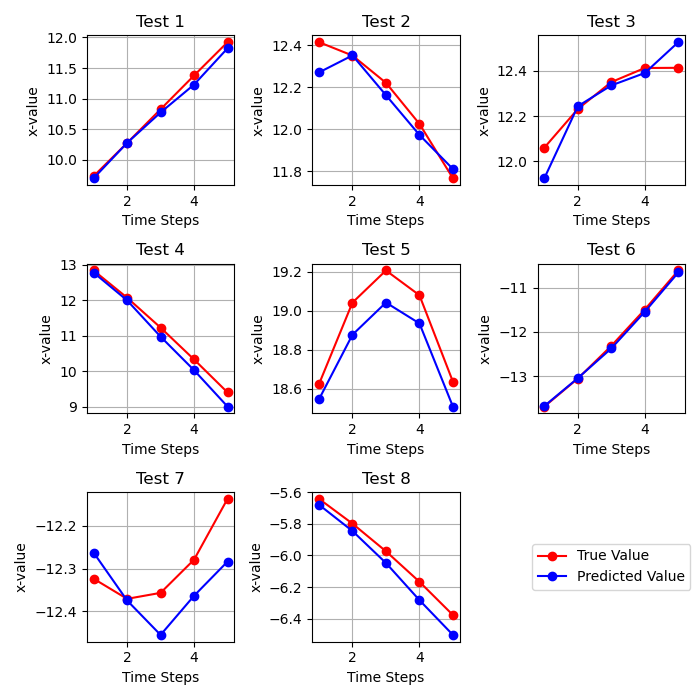 Test 1
12.0
11.5
11.0
10.5
10.0
x-value
2
4
Time Steps
Test 2
12.4
12.2
12.0
11.8
x-value
2
4
Time Steps
Test 3
12.4
12.2
12.0
x-value
2
4
Time Steps
Test 4
13
12
11
10
9
x-value
2
4
Time Steps
Test 5
19.2
19.0
18.8
18.6
x-value
2
4
Time Steps
Test 6
−11
−12
−13
x-value
2
4
Time Steps
Test 7
−12.2
−12.3
−12.4
x-value
2
4
Time Steps
Test 8
−5.6
−5.8
−6.0
−6.2
−6.4
x-value
2
4
Time Steps
True Value
Predicted Value